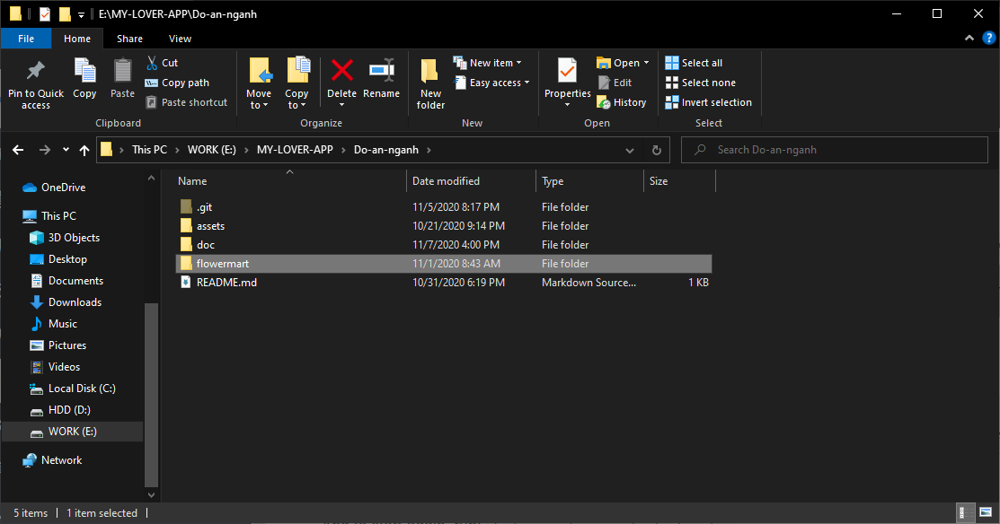 E:\MY-LOVER-APP\Do-an-nganh
File Home Share View
Pin to Quick access
Copy
Paste
Cut
Copy path
Paste shortcut
Clipboard
Move to
Copy to
Delete
Rename
Organize
New folder
New item
Easy access
New
Properties
Open
Edit
History
Open
Select all
Select none
Invert selection
Select
This PC WORK (E:) MY-LOVER-APP Do-an-nganh
Search Do-an-nganh
OneDrive
This PC
3D Objects
Desktop
Documents
Downloads
Music
Pictures
Videos
Local Disk (C:)
HDD (D:)
WORK (E:)
Network
Name Date modified Type Size
.git 11/5/2020 8:17 PM File folder
assets 10/21/2020 9:14 PM File folder
doc 11/7/2020 4:00 PM File folder
flowermart 11/1/2020 8:43 AM File folder
README.md 10/31/2020 6:19 PM Markdown Source... 1 KB
5 items 1 item selected